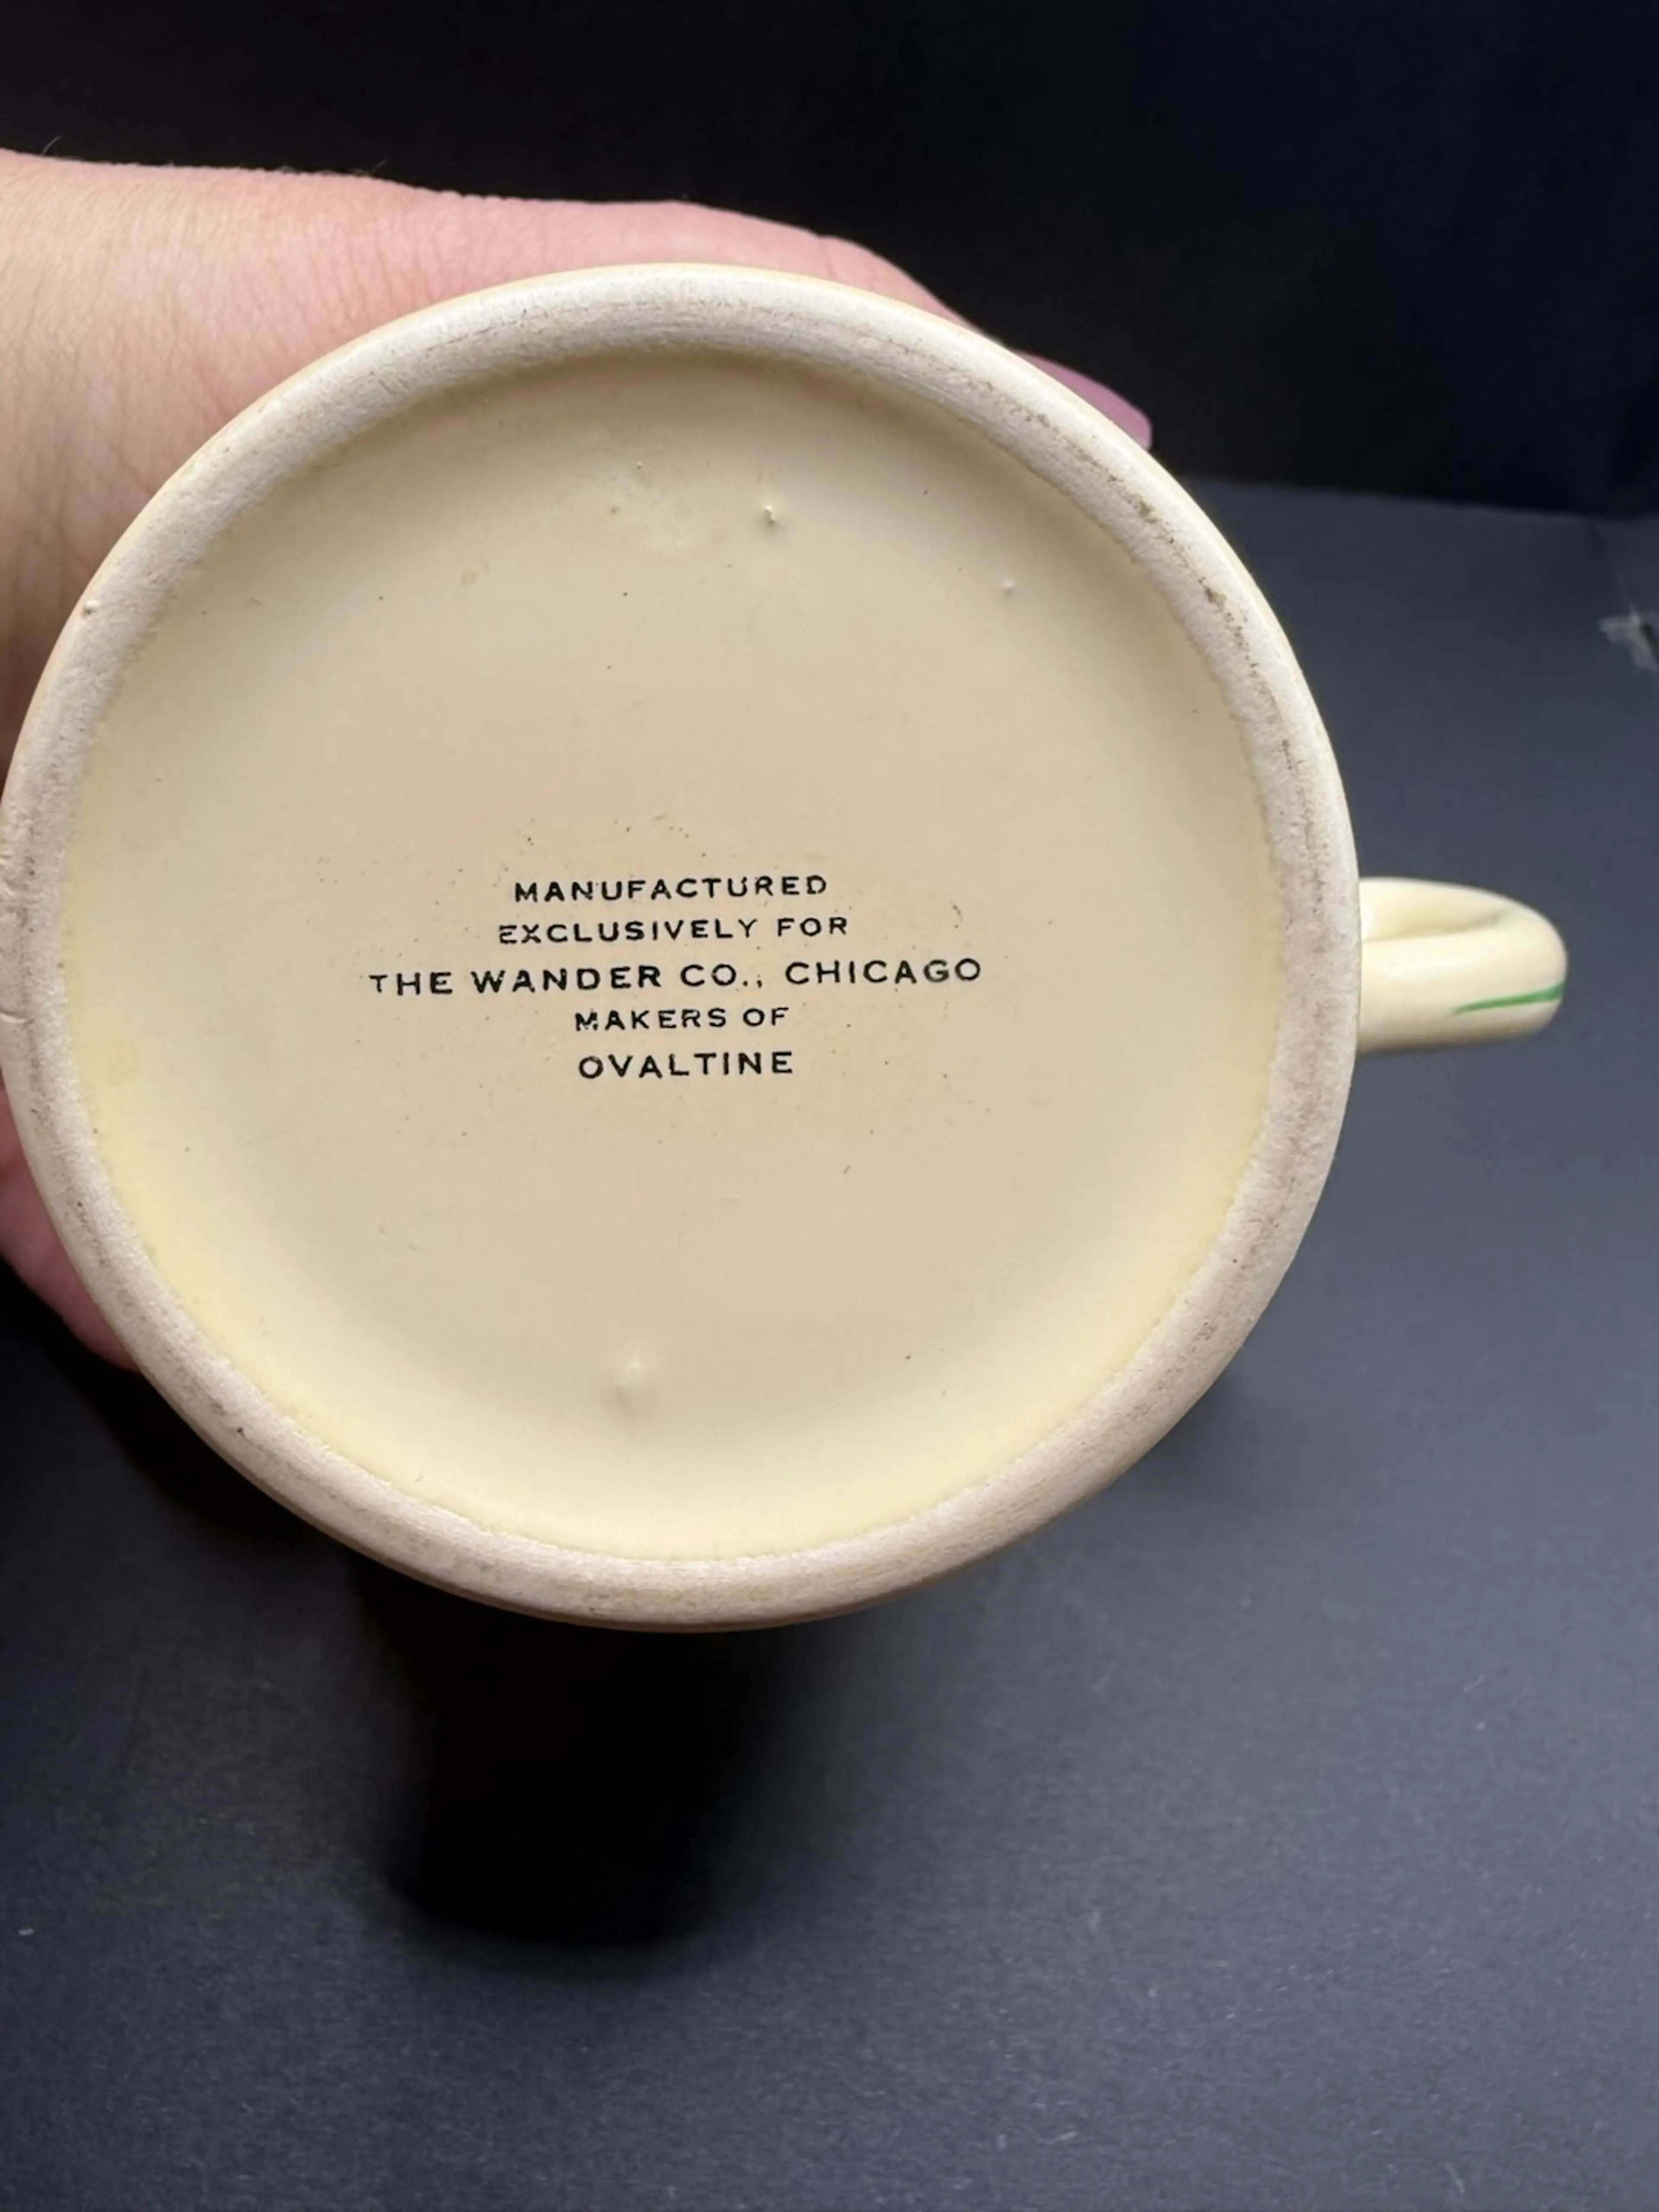 MANUFACTURED
EXCLUSIVELY FOR
THE WANDER CO., CHICAGO
MAKERS OF
OVALTINE